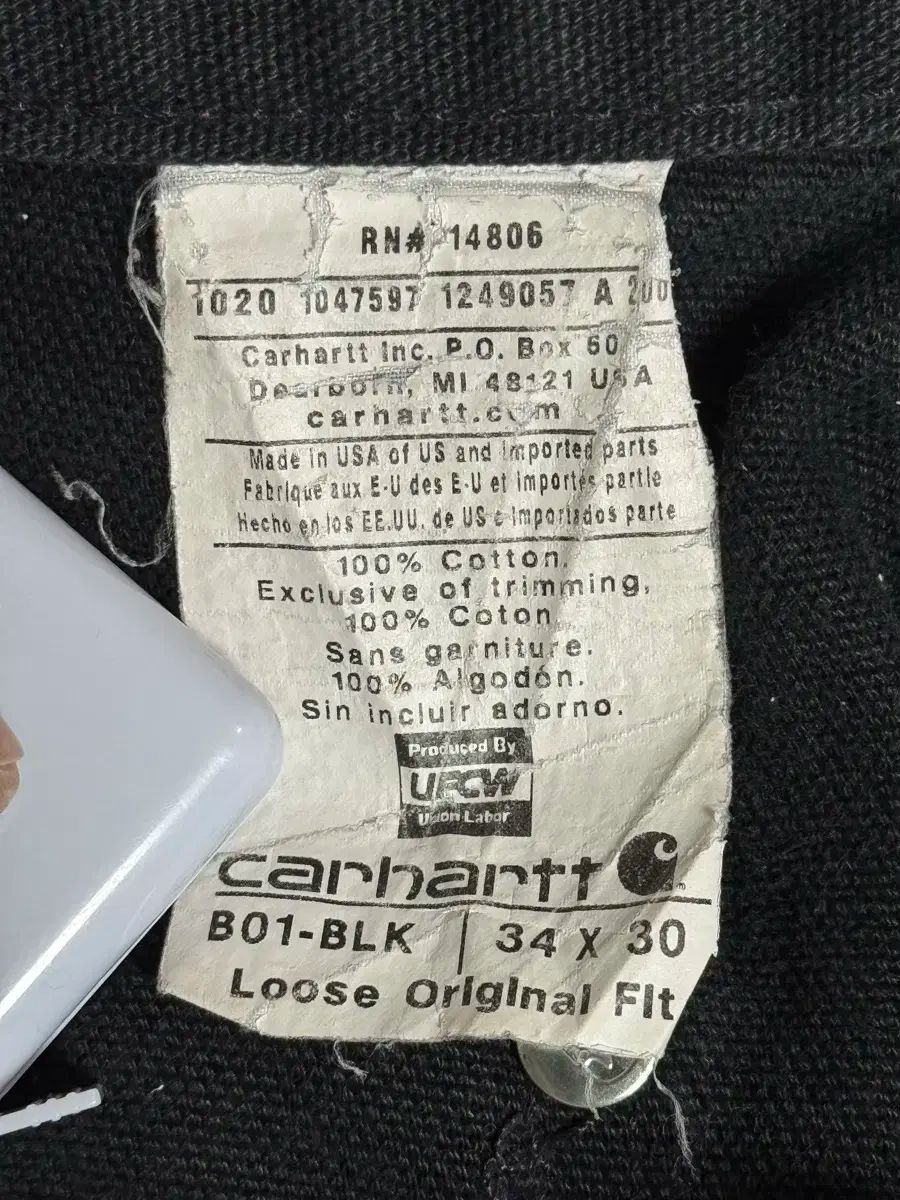 RN# 14806
1020 1047597 1249057 A 200
Carhartt Inc. P.O. Box 60
Dearborn, MI 48121 USA
carhartt.com
Made in USA of US and imported parts
Fabrique aux E-U des E-U et importés partie
Hecho en los EE.UU. de US e Importados parte
100% Cotton.
Exclusive of trimming.
100% Coton.
Sans garniture.
100% Algodón.
Sin incluir adorno.
Produced By
UFCW
Union Labor
carhartt
B01-BLK | 34 X 30
Loose Original Fit